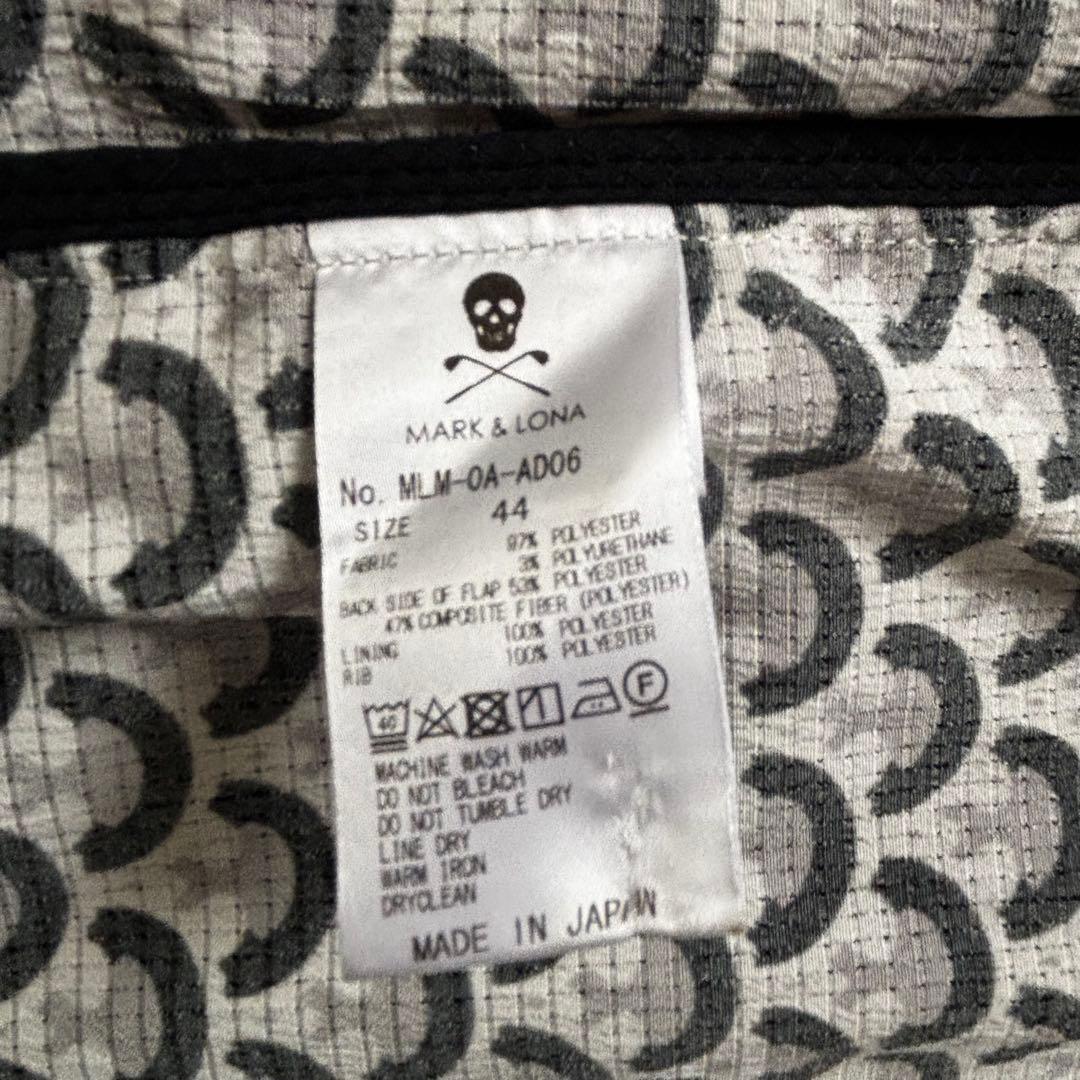 MARK & LONA
No. MLM-0A-AD06
SIZE 44
FABRIC 97% POLYESTER
3% POLYURETHANE
BACK SIDE OF FLAP 53% POLYESTER
47% COMPOSITE FIBER (POLYESTER)
LINING 100% POLYESTER
RIB 100% POLYESTER
40 F
MACHINE WASH WARM
DO NOT BLEACH
DO NOT TUMBLE DRY
LINE DRY
WARM IRON
DRYCLEAN
MADE IN JAPAN